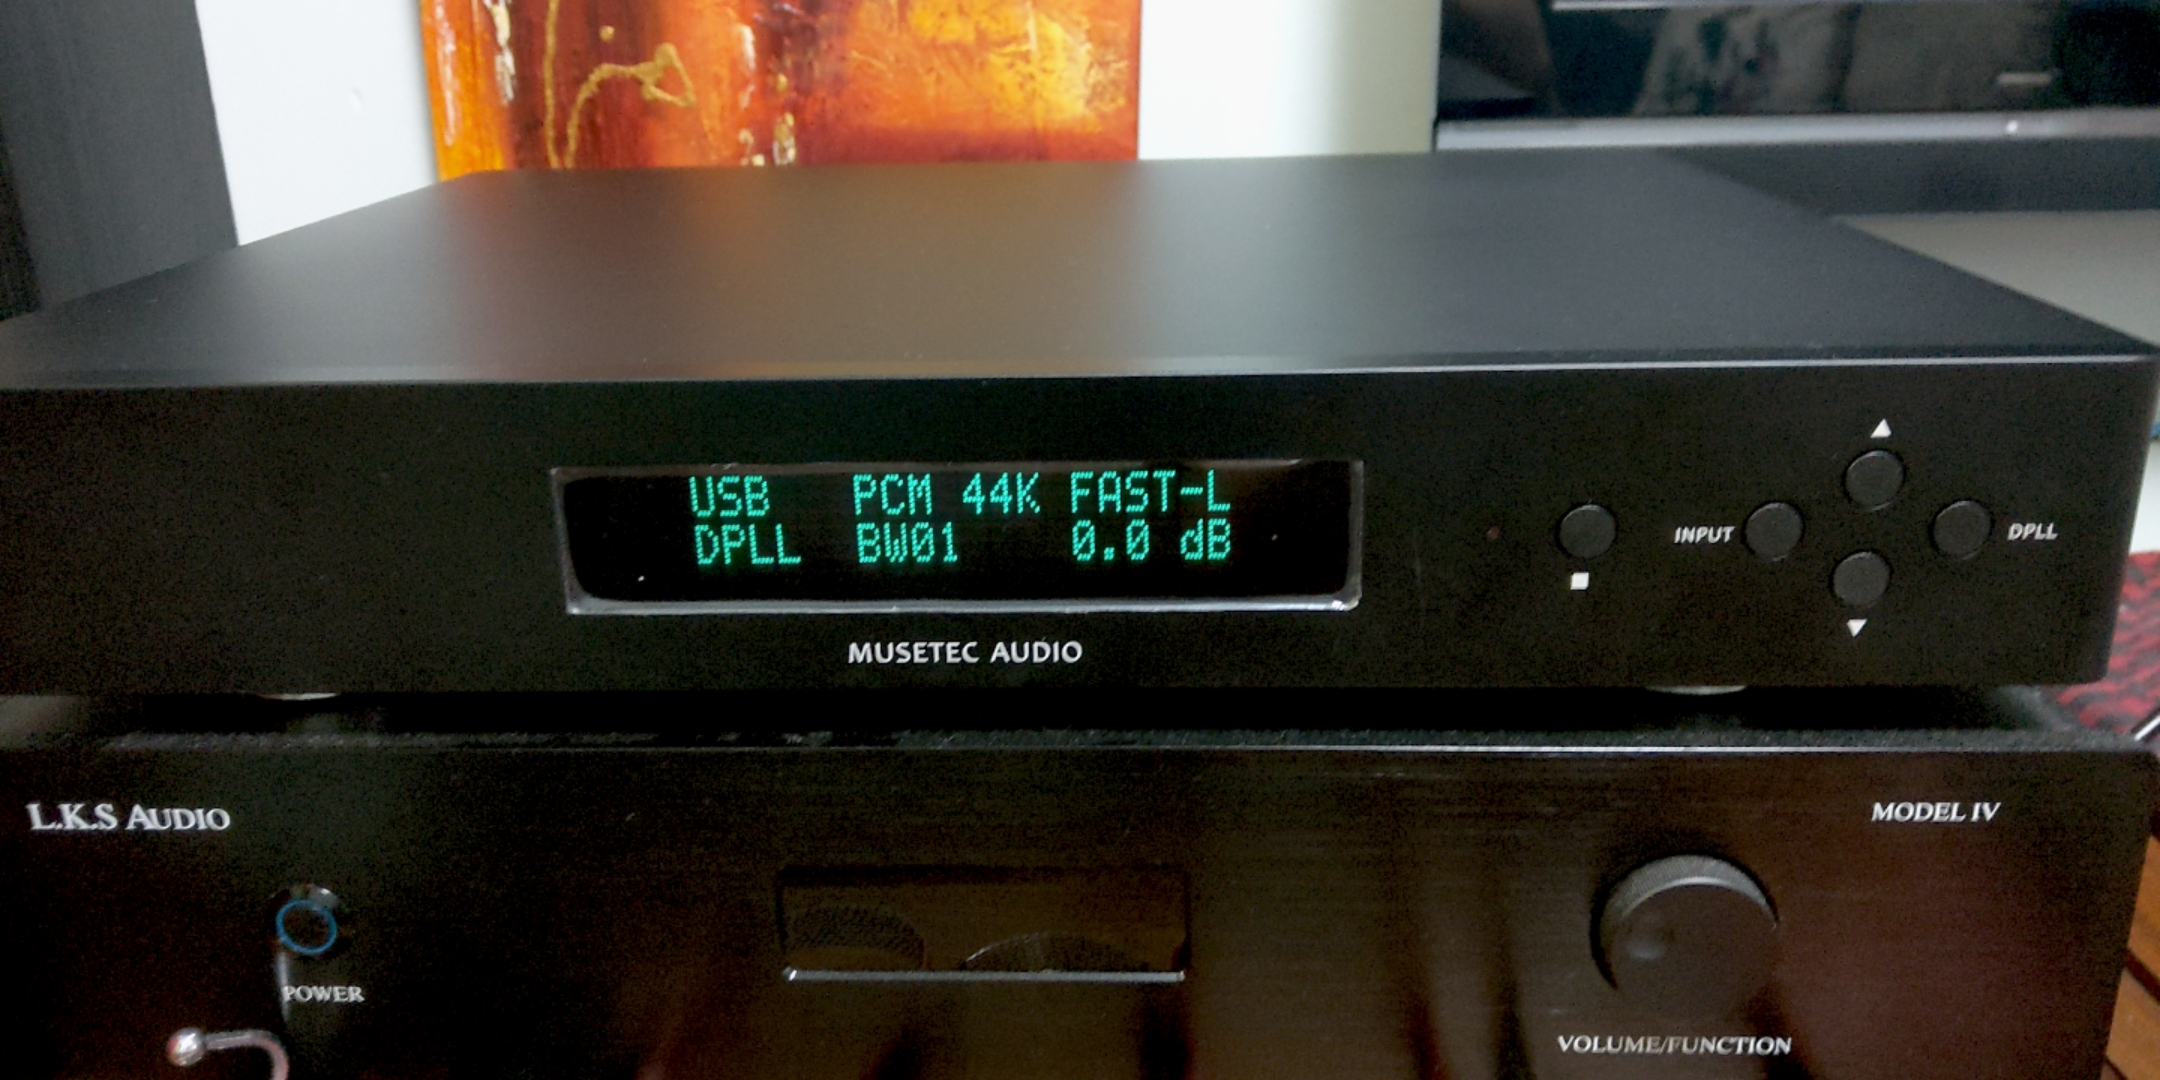 USB PCM 44K FAST-L
DPLL BW01 0.0 dB
INPUT
DPLL
MUSETEC AUDIO
L.K.S AUDIO
MODEL IV
POWER
VOLUME/FUNCTION